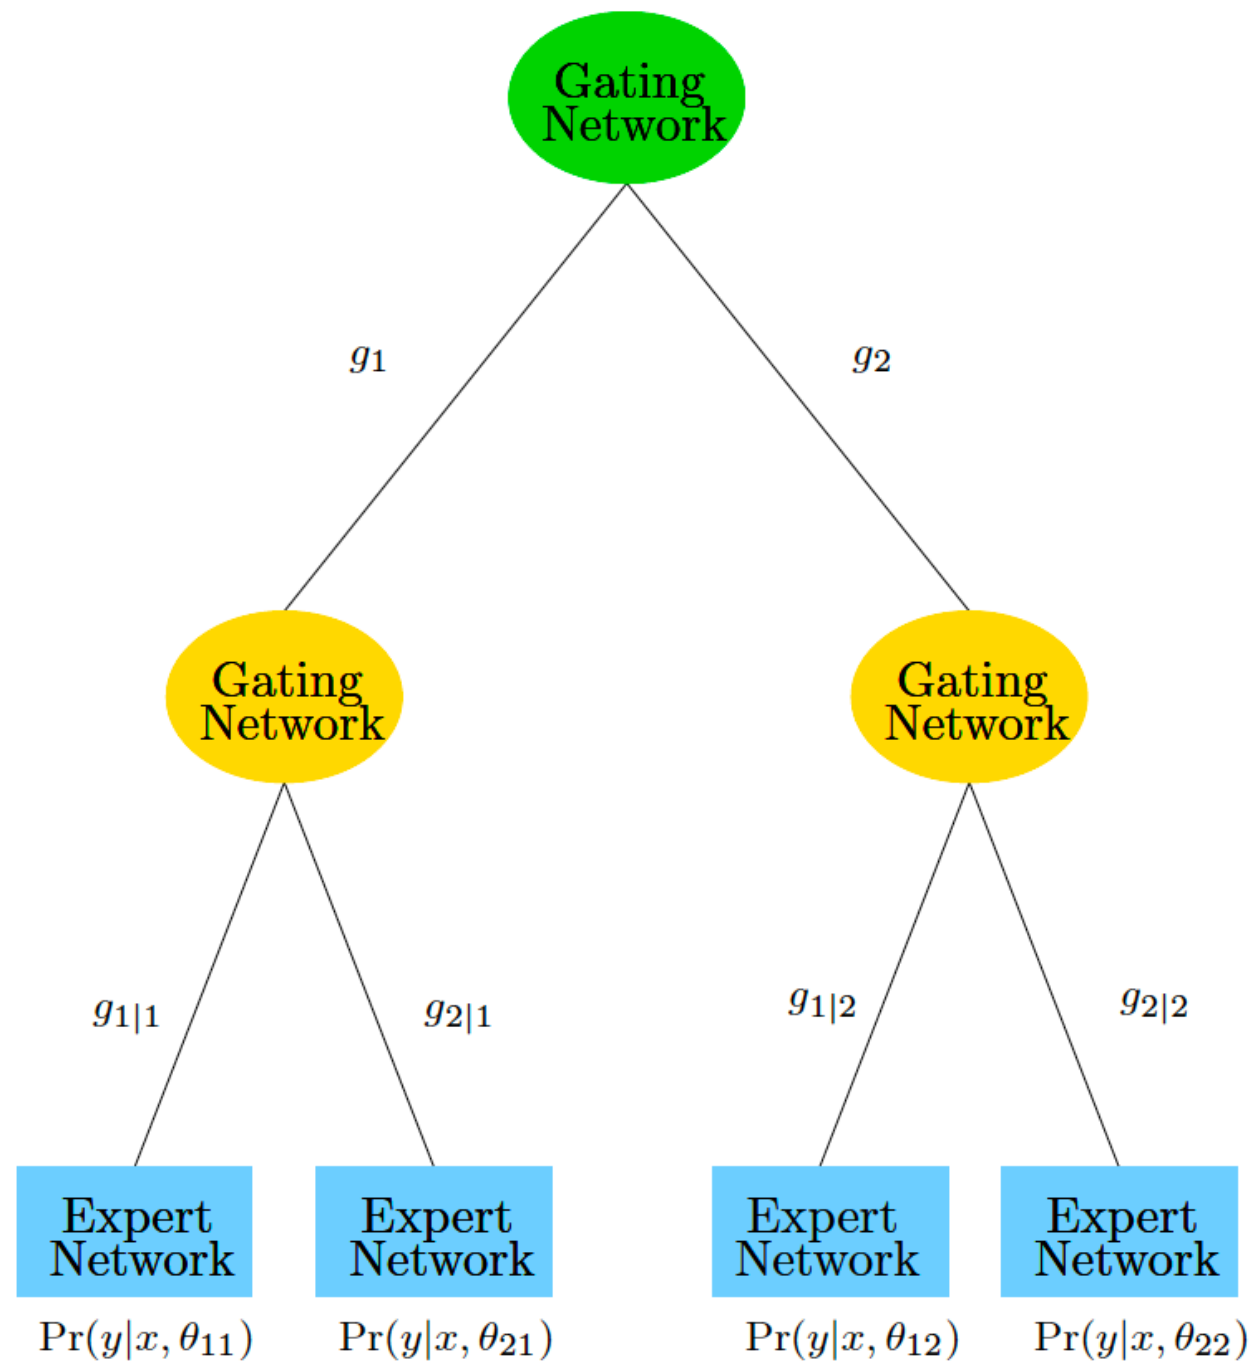 Gating
Network
g₁
g₂
Gating
Network
Gating
Network
g₁|₁
g₂|₁
g₁|₂
g₂|₂
Expert
Network
Expert
Network
Expert
Network
Expert
Network
Pr(y|x, θ₁₁)
Pr(y|x, θ₂₁)
Pr(y|x, θ₁₂)
Pr(y|x, θ₂₂)